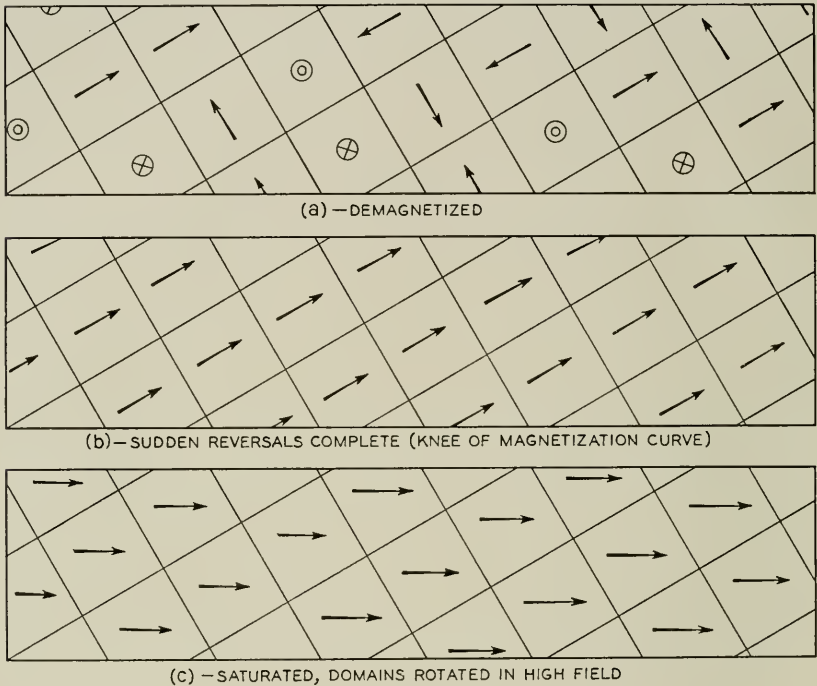 (a)—DEMAGNETIZED
(b)—SUDDEN REVERSALS COMPLETE (KNEE OF MAGNETIZATION CURVE)
(c)—SATURATED, DOMAINS ROTATED IN HIGH FIELD